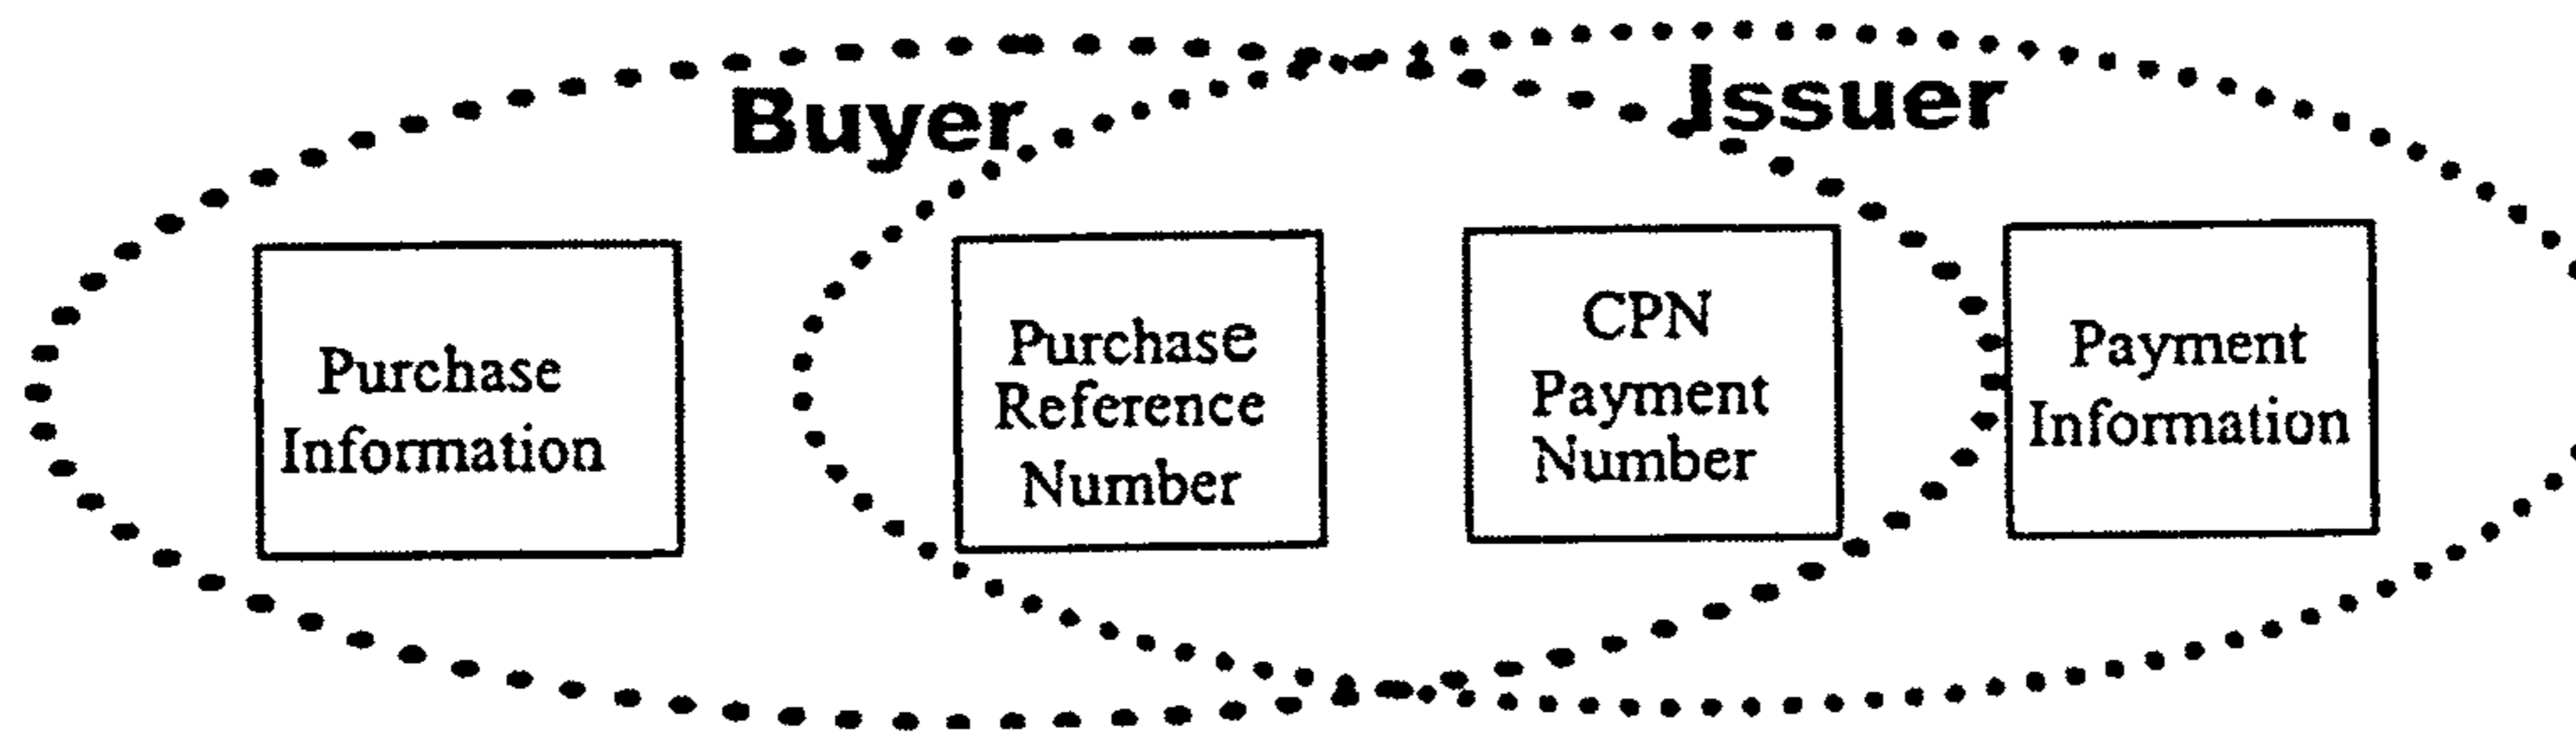 Buyer
Issuer
Purchase
Information
Purchase
Reference
Number
CPN
Payment
Number
Payment
Information